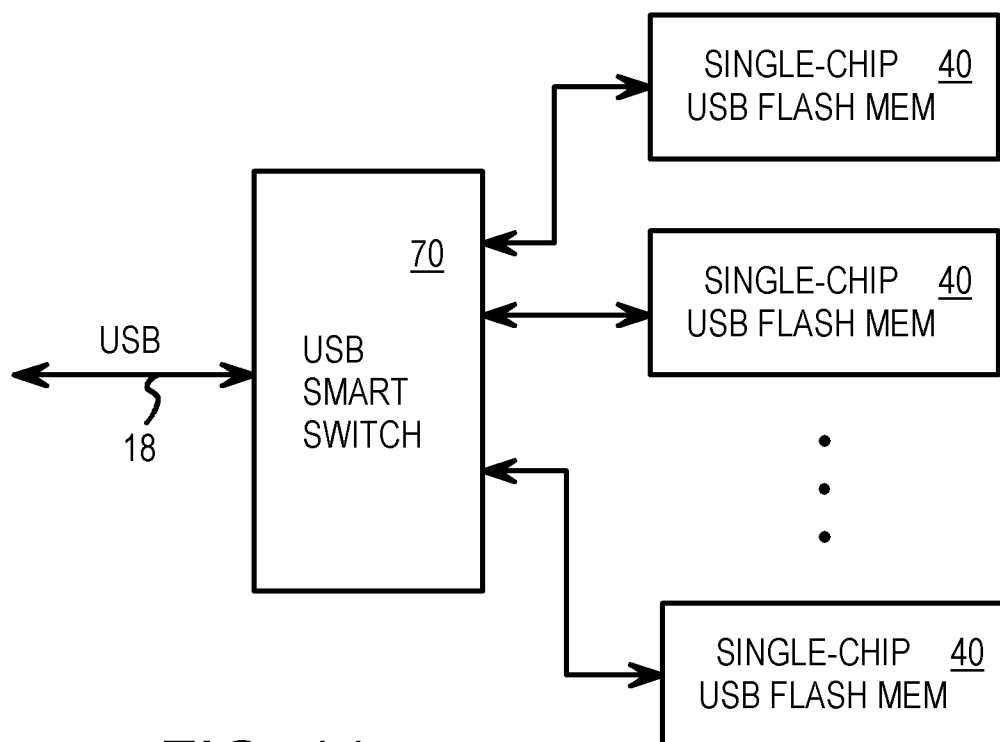 SINGLE-CHIP 40
USB FLASH MEM
70
SINGLE-CHIP 40
USB FLASH MEM
USB
18
USB
SMART
SWITCH
SINGLE-CHIP 40
USB FLASH MEM